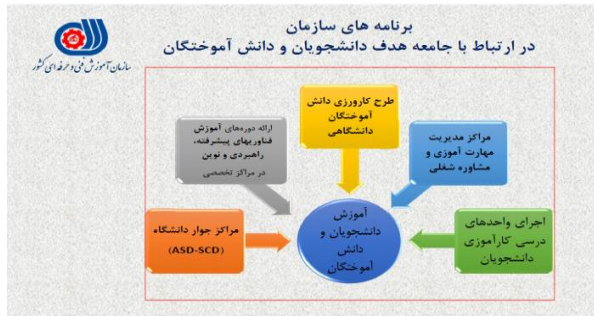 برنامه های سازمان
در ارتباط با جامعه هدف دانشجویان و دانش آموختگان
سازمان آموزش فنی و حرفه ای کشور
طرح کارورزی دانش
آموختگان
دانشگاهی
ارائه دوره‌های آموزش
فناوریهای پیشرفته،
راهبردی و نوین
در مراکز تخصصی
مراکز مدیریت
مهارت آموزی و
مشاوره شغلی
مراکز جوار دانشگاه
(ASD-SCD)
آموزش
دانشجویان و
دانش
آموختگان
اجرای واحدهای
درسی کارآموزی
دانشجویان